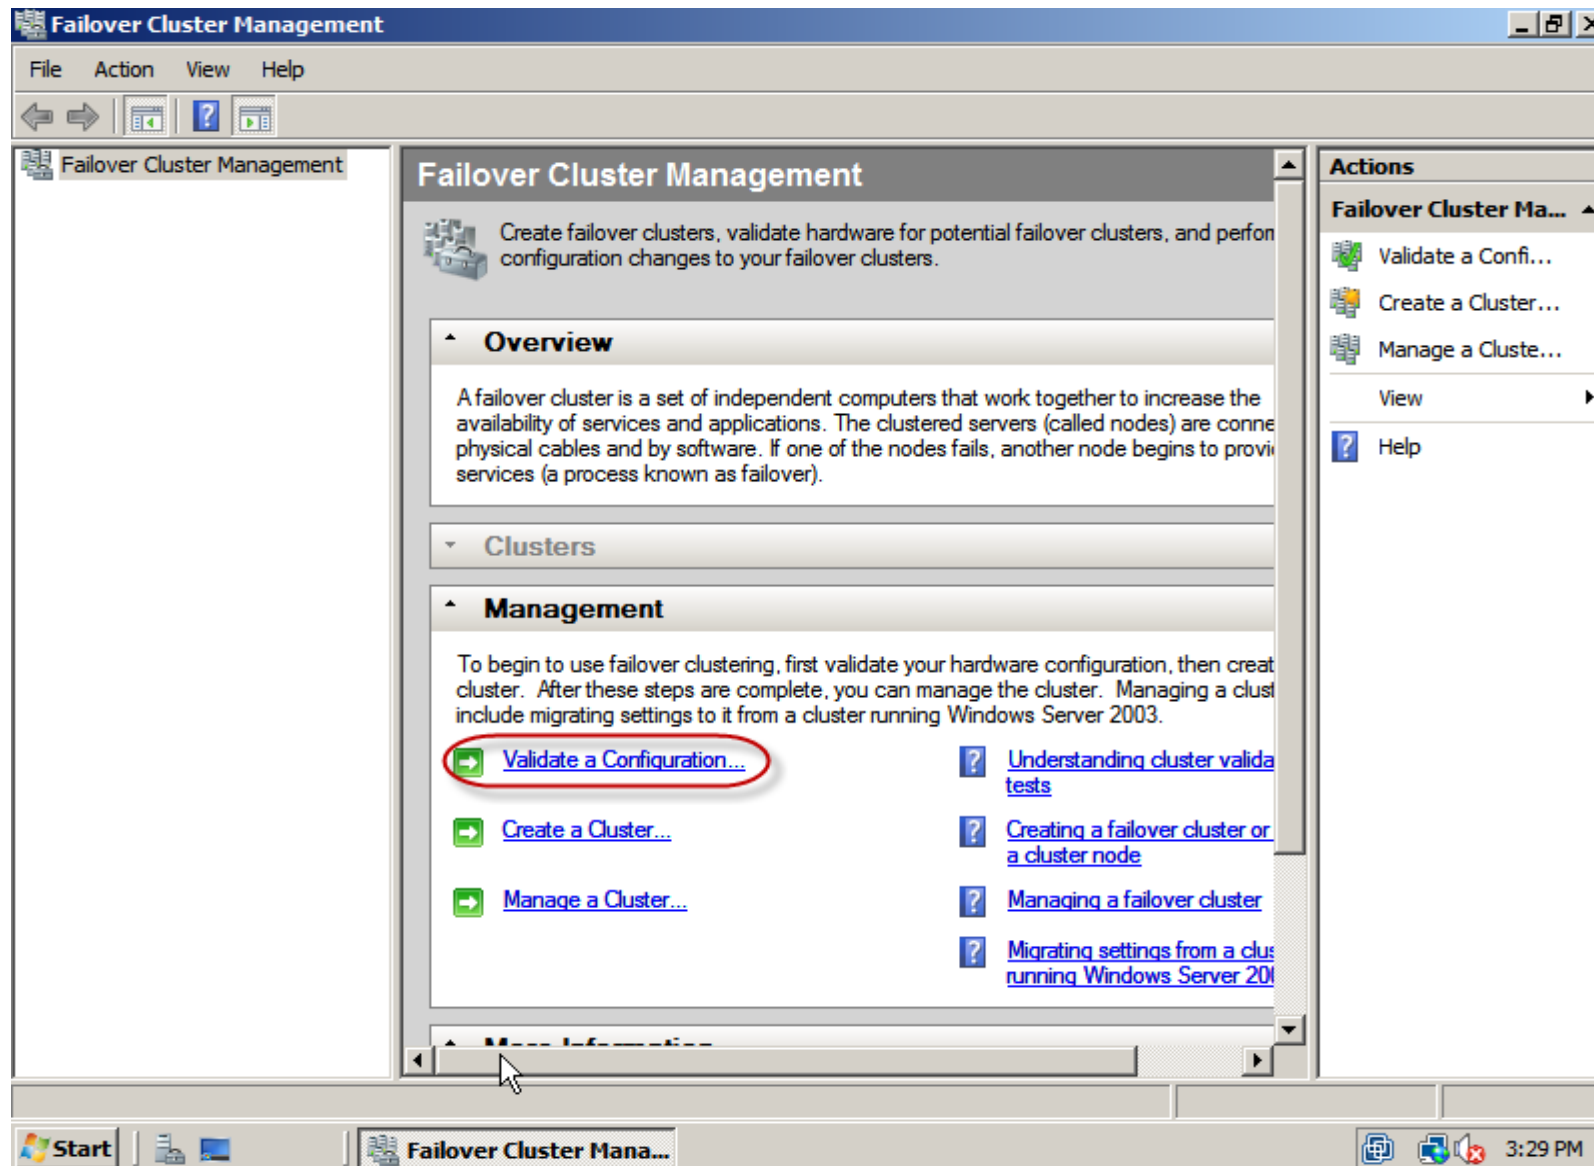 Failover Cluster Management
File Action View Help
Failover Cluster Management
Failover Cluster Management
Create failover clusters, validate hardware for potential failover clusters, and
configuration changes to your failover clusters.
Overview
A failover cluster is a set of independent computers that work together to increase the
availability of services and applications. The clustered servers (called nodes) are
physical cables and by software. If one of the nodes fails, another node begins to
services (a process known as failover).
Clusters
Management
To begin to use failover clustering, first validate your hardware configuration, then
cluster. After these steps are complete, you can manage the cluster. Managing a
include migrating settings to it from a cluster running Windows Server 2003.
Validate a Configuration...
Understanding cluster
tests
Create a Cluster...
Creating a failover cluster or
a cluster node
Manage a Cluster...
Managing a failover cluster
Migrating settings from a
running Windows Server
More Information
Actions
Failover Cluster Ma...
Validate a Confi...
Create a Cluster...
Manage a Cluste...
View
Help
Start
Failover Cluster Mana...
3:29 PM